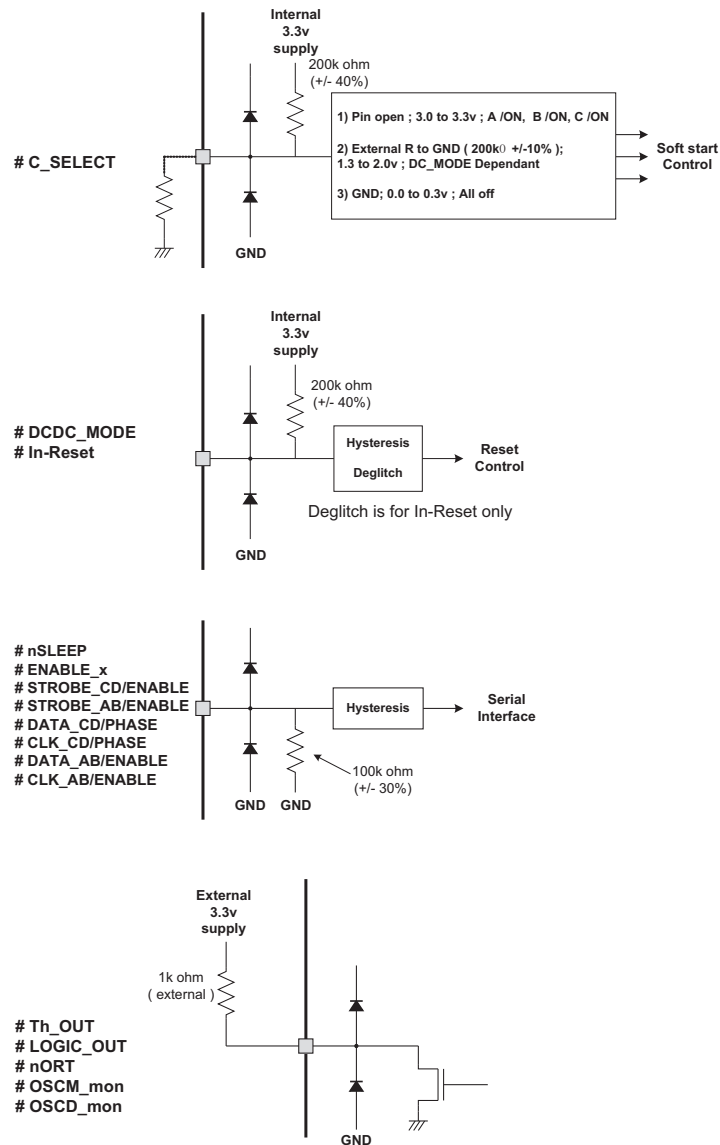 Internal
3.3v
supply
200k ohm
(+/- 40%)
# C_SELECT
1) Pin open ; 3.0 to 3.3v ; A /ON, B /ON, C /ON
2) External R to GND ( 200k0 +/-10% );
1.3 to 2.0v ; DC_MODE Dependant
3) GND; 0.0 to 0.3v ; All off
Soft start
Control
GND
Internal
3.3v
supply
200k ohm
(+/- 40%)
# DCDC_MODE
# In-Reset
Hysteresis
Deglitch
Reset
Control
Deglitch is for In-Reset only
GND
# nSLEEP
# ENABLE_x
# STROBE_CD/ENABLE
# STROBE_AB/ENABLE
# DATA_CD/PHASE
# CLK_CD/PHASE
# DATA_AB/ENABLE
# CLK_AB/ENABLE
Hysteresis
Serial
Interface
100k ohm
(+/- 30%)
GND GND
External
3.3v
supply
1k ohm
( external )
# Th_OUT
# LOGIC_OUT
# nORT
# OSCM_mon
# OSCD_mon
GND